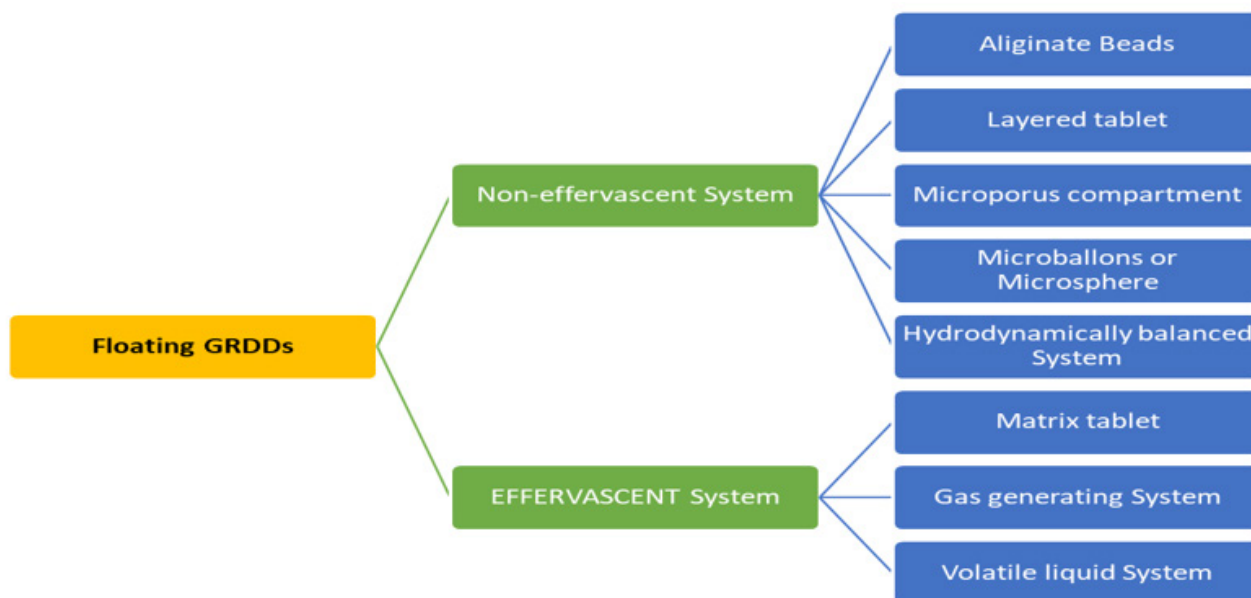 Aliginate Beads
Layered tablet
Non-effervascent System
Microporus compartment
Microballons or
Microsphere
Floating GRDDs
Hydrodynamically balanced
System
Matrix tablet
EFFERVASCENT System
Gas generating System
Volatile liquid System